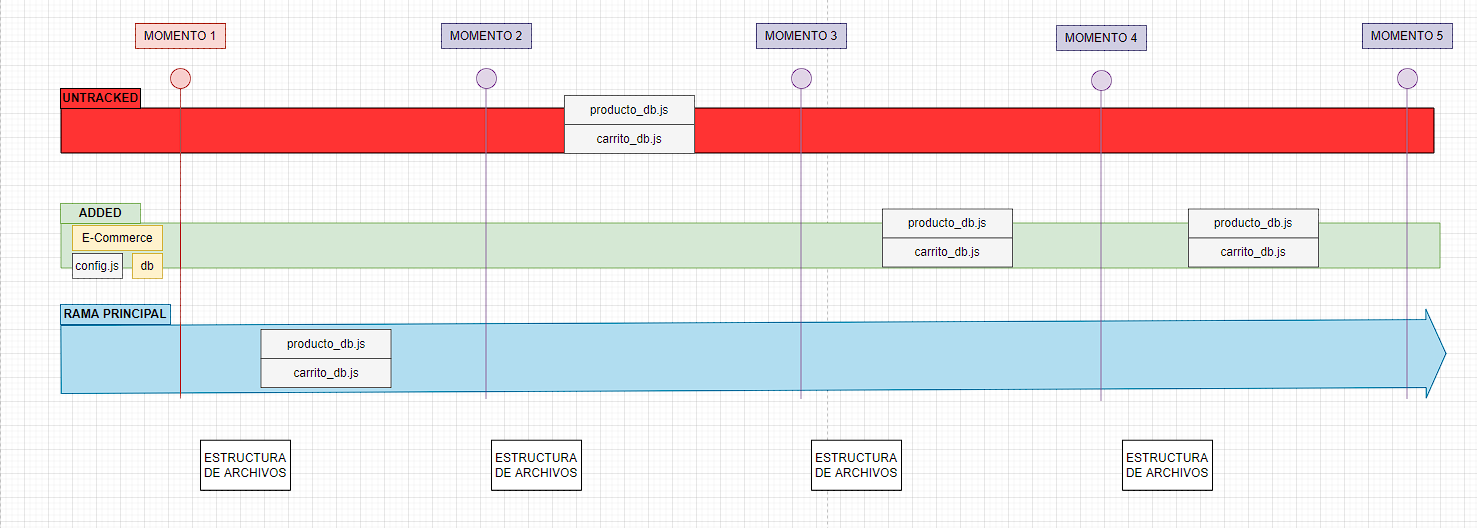 MOMENTO 1
MOMENTO 2
MOMENTO 3
MOMENTO 4
MOMENTO 5
UNTRACKED
producto_db.js
carrito_db.js
ADDED
E-Commerce
config.js
db
producto_db.js
carrito_db.js
producto_db.js
carrito_db.js
RAMA PRINCIPAL
producto_db.js
carrito_db.js
ESTRUCTURA
DE ARCHIVOS
ESTRUCTURA
DE ARCHIVOS
ESTRUCTURA
DE ARCHIVOS
ESTRUCTURA
DE ARCHIVOS